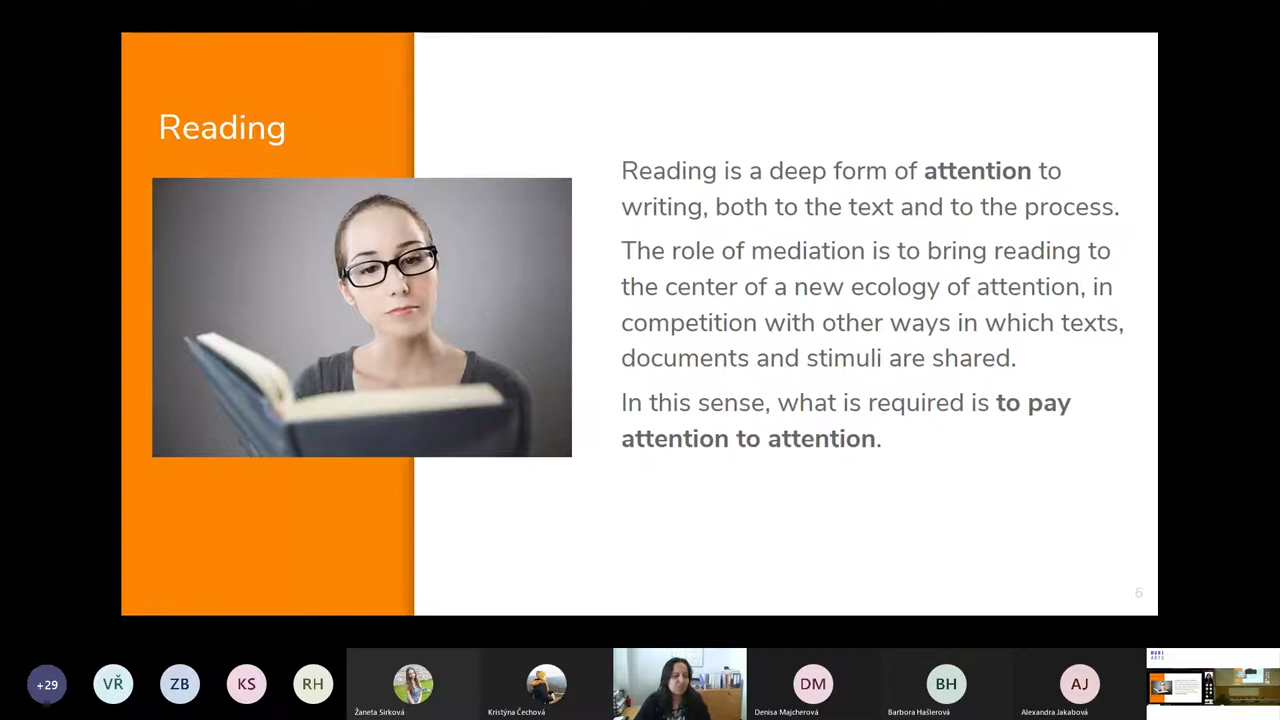 Reading
Reading is a deep form of attention to
writing, both to the text and to the process.
The role of mediation is to bring reading to
the center of a new ecology of attention, in
competition with other ways in which texts,
documents and stimuli are shared.
In this sense, what is required is to pay
attention to attention.
6
+29
VŘ
ZB
KS
RH
Žaneta Sirková
Kristýna Čechová
DM
Denisa Majcherová
BH
Barbora Hašlerová
AJ
Alexandra Jakabová
MUNI
ARTS